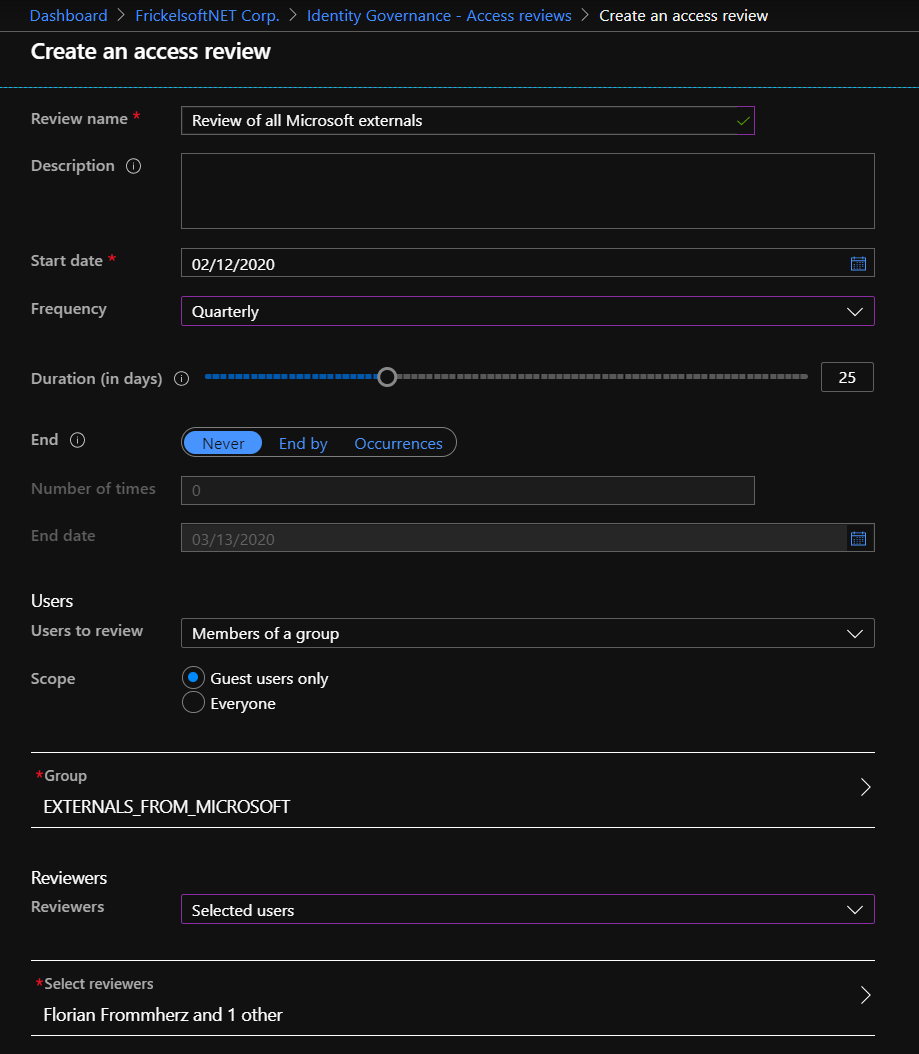 Dashboard > FrickelsoftNET Corp. > Identity Governance - Access reviews > Create an access review
Create an access review
Review name * Review of all Microsoft externals
Description
Start date * 02/12/2020
Frequency Quarterly
Duration (in days) 25
End Never End by Occurrences
Number of times 0
End date 03/13/2020
Users
Users to review Members of a group
Scope Guest users only
Everyone
*Group
EXTERNALS_FROM_MICROSOFT
Reviewers
Reviewers Selected users
*Select reviewers
Florian Frommherz and 1 other